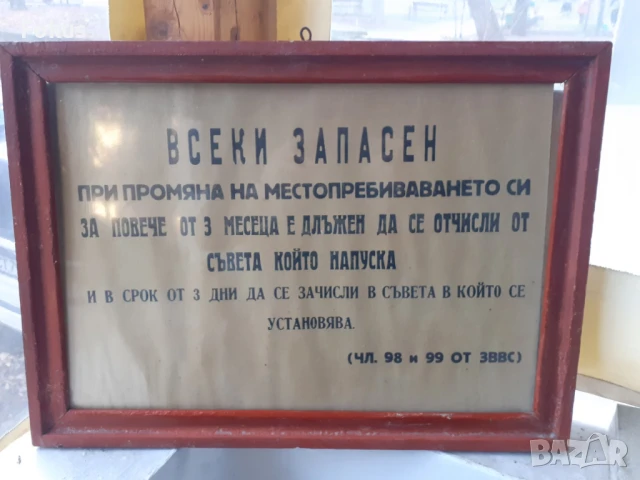 ВСЕКИ ЗАПАСЕН
ПРИ ПРОМЯНА НА МЕСТОПРЕБИВАВАНЕТО СИ
ЗА ПОВЕЧЕ ОТ 3 МЕСЕЦА Е ДЛЪЖЕН ДА СЕ ОТЧИСЛИ ОТ
СЪВЕТА КОЙТО НАПУСКА
И В СРОК ОТ 3 ДНИ ДА СЕ ЗАЧИСЛИ В СЪВЕТА В КОЙТО СЕ
УСТАНОВЯВА.
(ЧЛ. 98 и 99 ОТ ЗВВС)
BAZAR